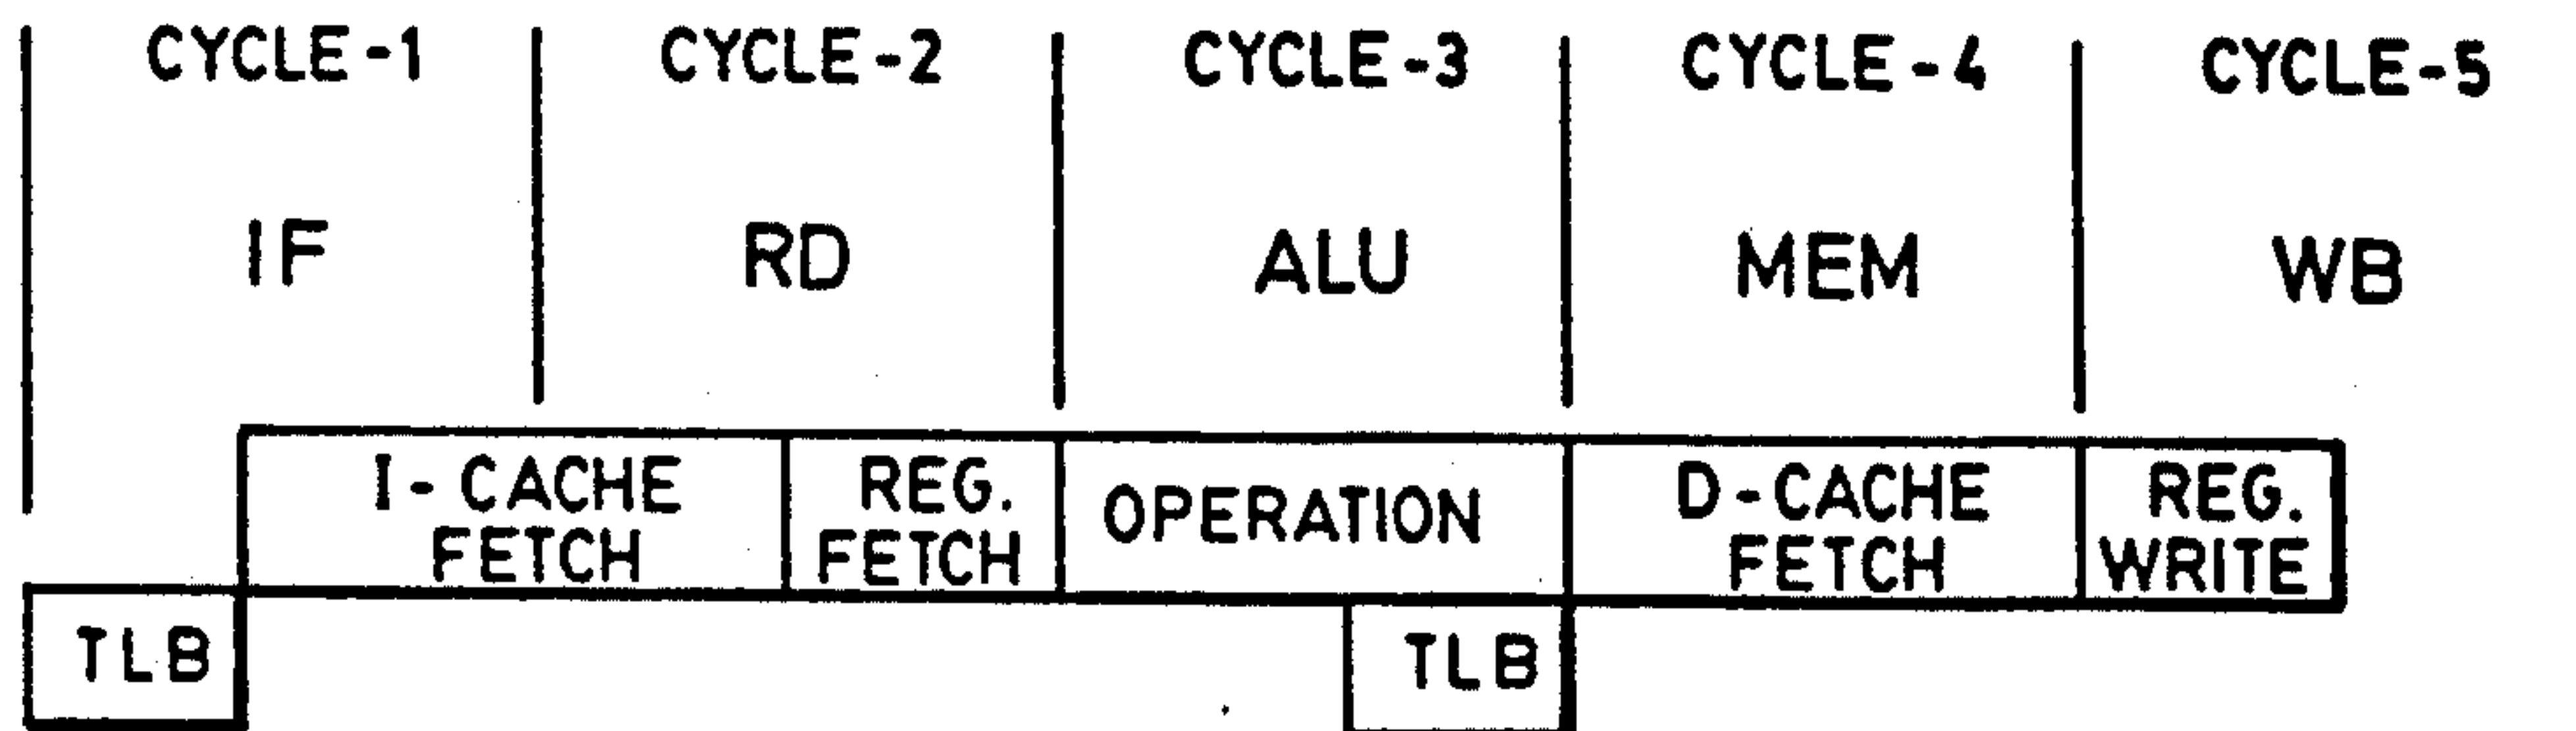 CYCLE-1 CYCLE-2 CYCLE-3 CYCLE-4 CYCLE-5
IF RD ALU MEM WB
I-CACHE FETCH
REG. FETCH
OPERATION
D-CACHE FETCH
REG. WRITE
TLB TLB